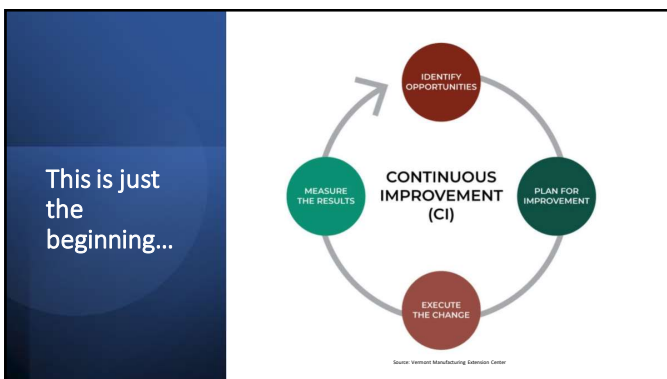 This is just
the
beginning...
IDENTIFY
OPPORTUNITIES
PLAN FOR
IMPROVEMENT
EXECUTE
THE CHANGE
MEASURE
THE RESULTS
CONTINUOUS
IMPROVEMENT
(CI)
Source: Vermont Manufacturing Extension Center